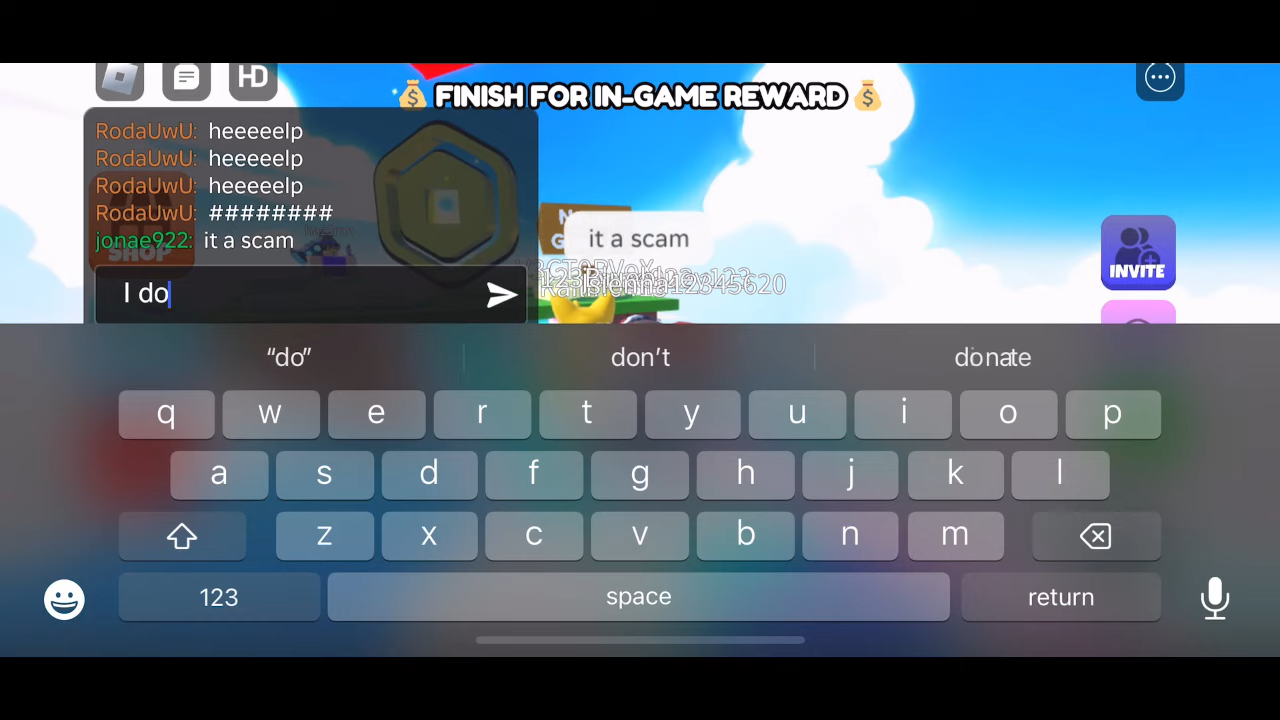 HD
💰 FINISH FOR IN-GAME REWARD 💰
RodaUwU: heeeeelp
RodaUwU: heeeeelp
RodaUwU: heeeeelp
RodaUwU: ########
jonae922: it a scam
SHOP
it a scam
INVITE
I do
“do” don’t donate
q w e r t y u i o p
a s d f g h j k l
z x c v b n m
123 space return